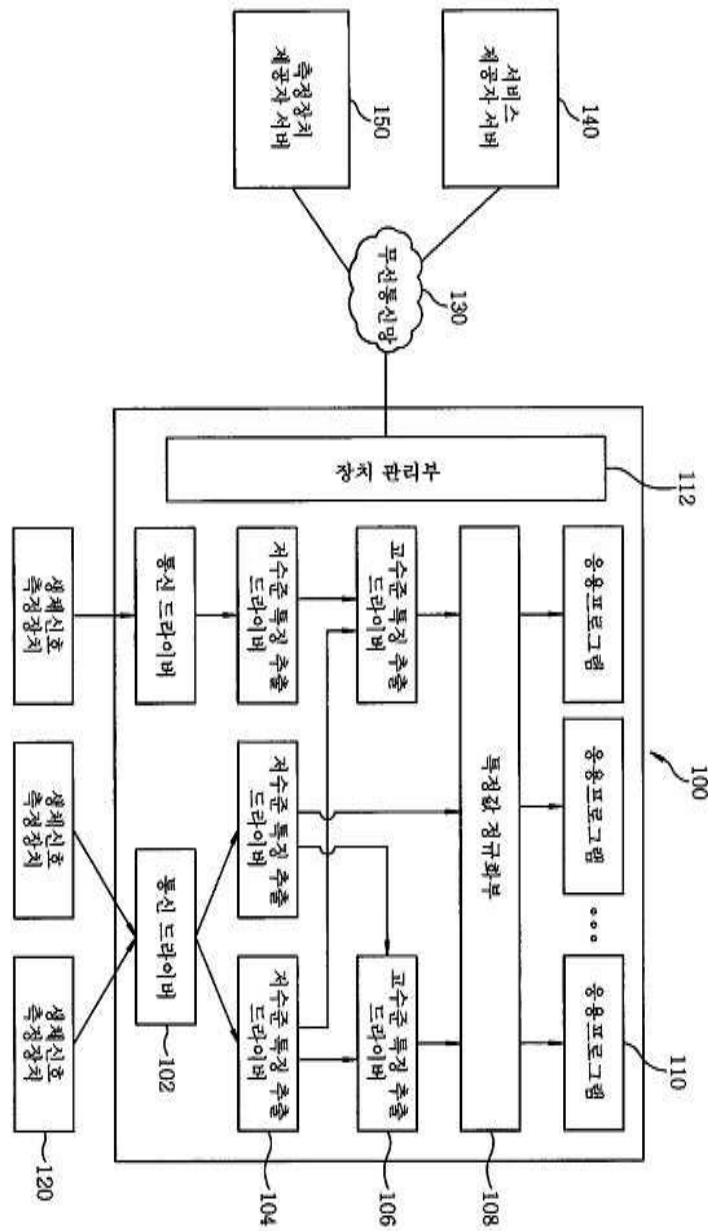 100
112
140
서비스
제공자 서버
응용프로그램
응용프로그램
응용프로그램
110
130
무선통신망
장치 관리부
특정값 정규화부
108
150
측정장치
제공자 서버
고수준 특징 추출
드라이버
고수준 특징 추출
드라이버
106
저수준 특징 추출
드라이버
저수준 특징 추출
드라이버
저수준 특징 추출
드라이버
104
통신 드라이버
통신 드라이버
102
생체신호
측정장치
생체신호
측정장치
생체신호
측정장치
120